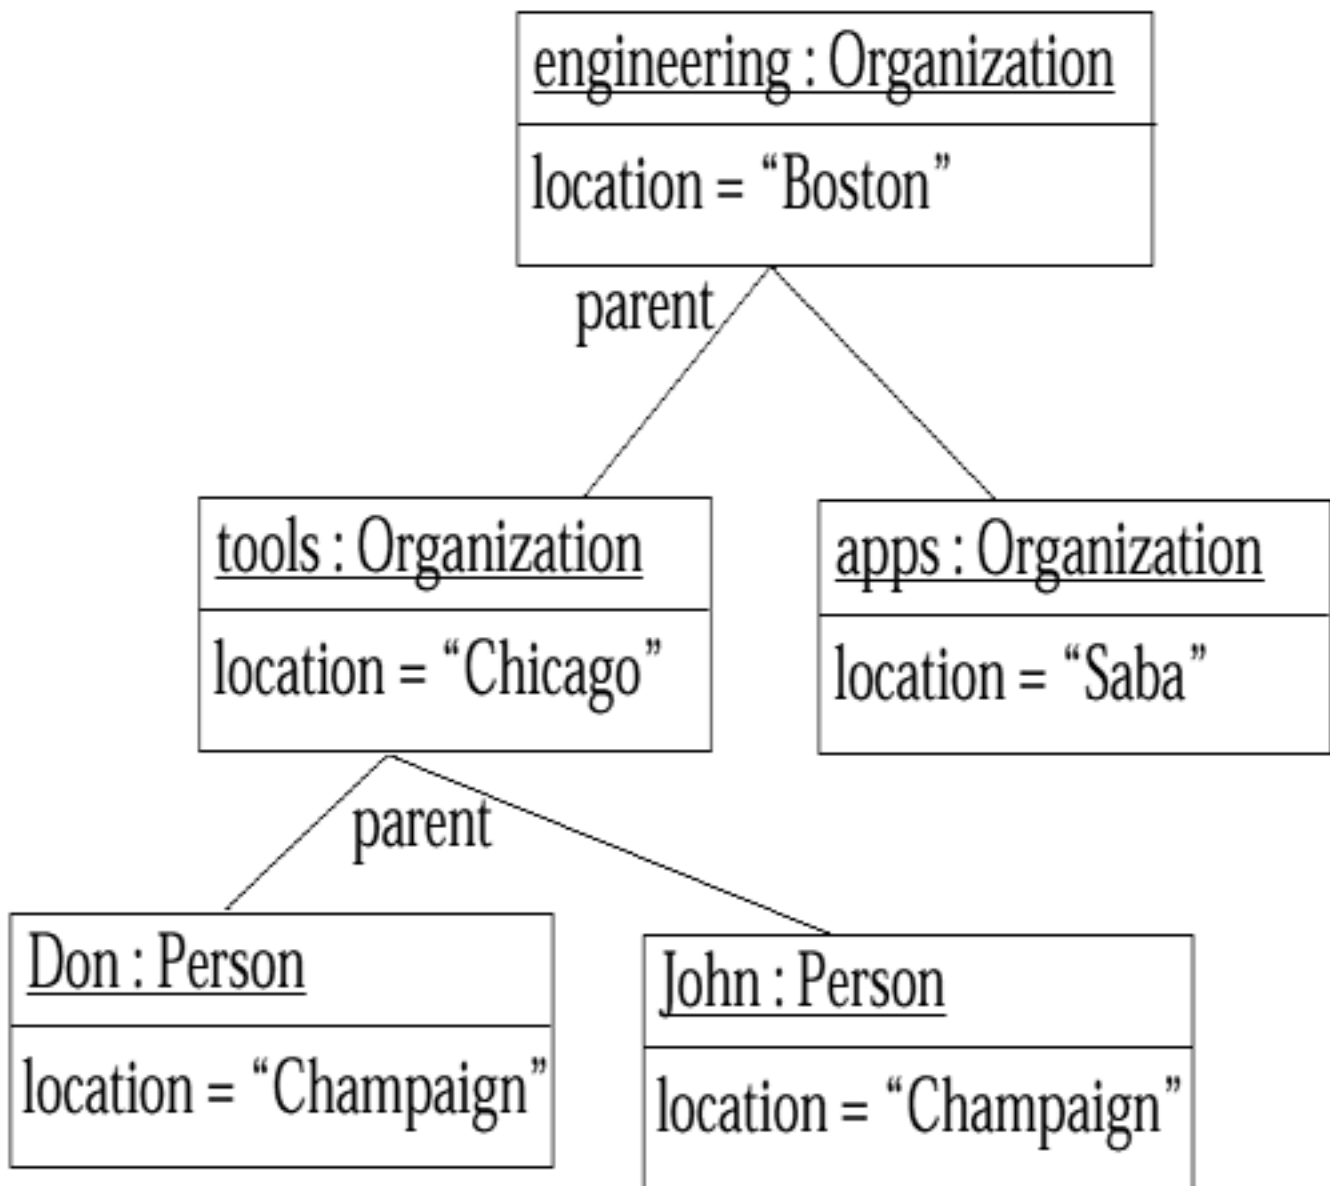 engineering : Organization
location = “Boston”
parent
tools : Organization
location = “Chicago”
apps : Organization
location = “Saba”
parent
Don : Person
location = “Champaign”
John : Person
location = “Champaign”